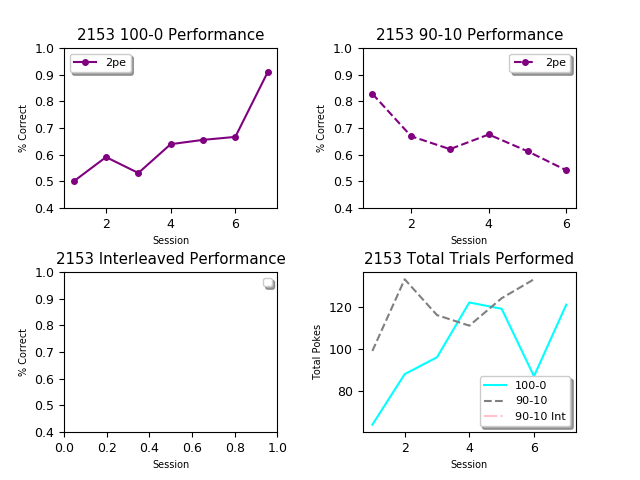 2153 100-0 Performance
2153 90-10 Performance
1.0
0.9
0.8
0.7
0.6
0.5
0.4
% Correct
2pe
2
4
6
Session
1.0
0.9
0.8
0.7
0.6
0.5
0.4
% Correct
2pe
2
4
6
Session
2153 Interleaved Performance
2153 Total Trials Performed
1.0
0.9
0.8
0.7
0.6
0.5
0.4
% Correct
0.0
0.2
0.4
0.6
0.8
1.0
Session
120
100
80
Total Pokes
100-0
90-10
90-10 Int
2
4
6
Session